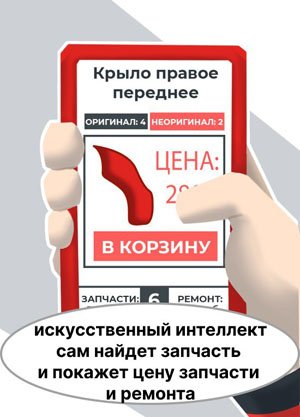 Крыло правое
переднее
ОРИГИНАЛ: 4 НЕОРИГИНАЛ: 2
ЦЕНА:
В КОРЗИНУ
ЗАПЧАСТИ: 6 РЕМОНТ:
искусственный интеллект
сам найдет запчасть
и покажет цену запчасти
и ремонта